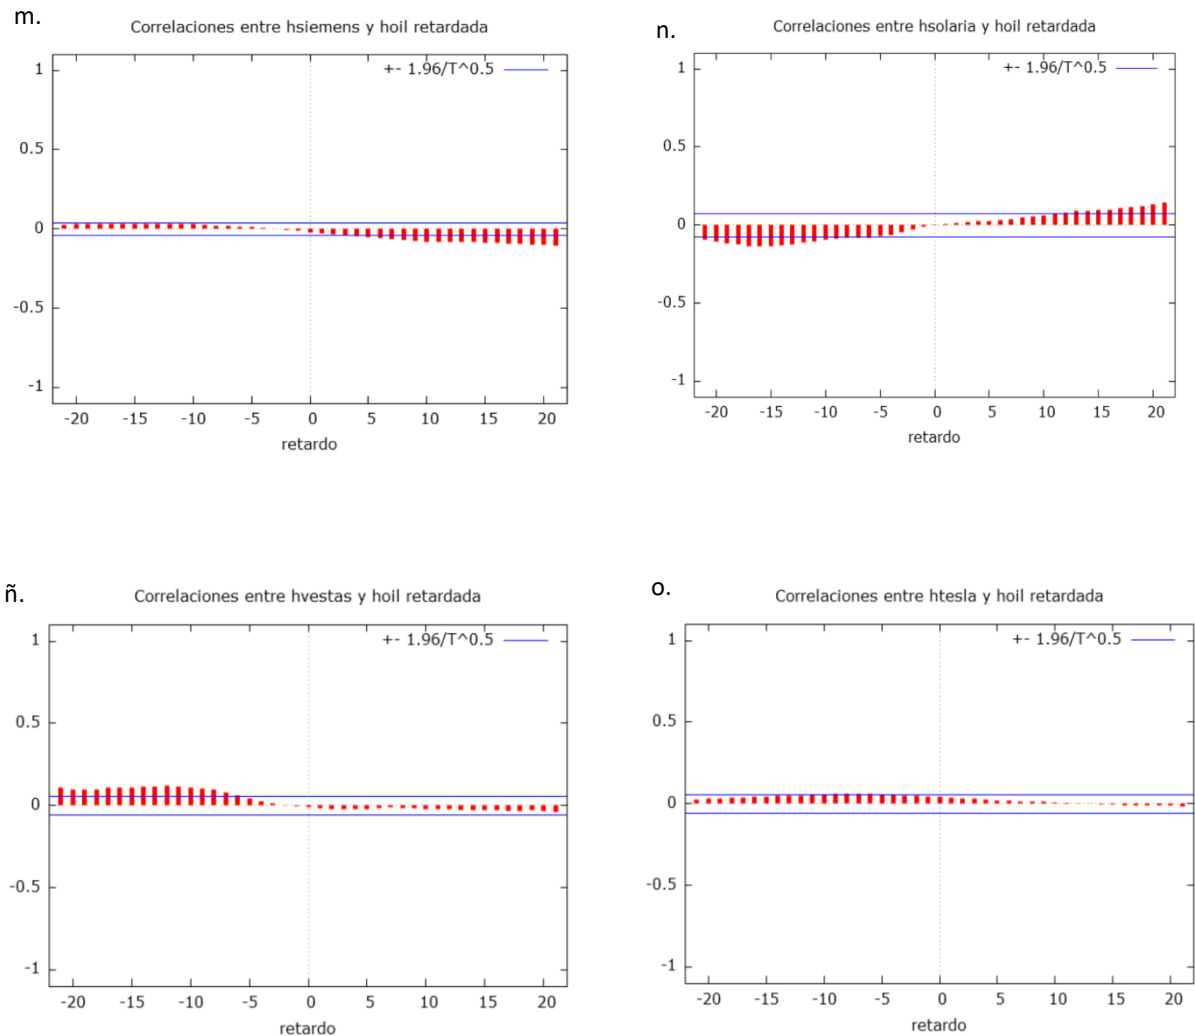 m.
Correlaciones entre hsiemens y hoil retardada
+- 1.96/T^0.5
1
0.5
0
-0.5
-1
-20 -15 -10 -5 0 5 10 15 20
retardo
n.
Correlaciones entre hsolaria y hoil retardada
+- 1.96/T^0.5
1
0.5
0
-0.5
-1
-20 -15 -10 -5 0 5 10 15 20
retardo
ñ.
Correlaciones entre hvestas y hoil retardada
+- 1.96/T^0.5
1
0.5
0
-0.5
-1
-20 -15 -10 -5 0 5 10 15 20
retardo
o.
Correlaciones entre htesla y hoil retardada
+- 1.96/T^0.5
1
0.5
0
-0.5
-1
-20 -15 -10 -5 0 5 10 15 20
retardo